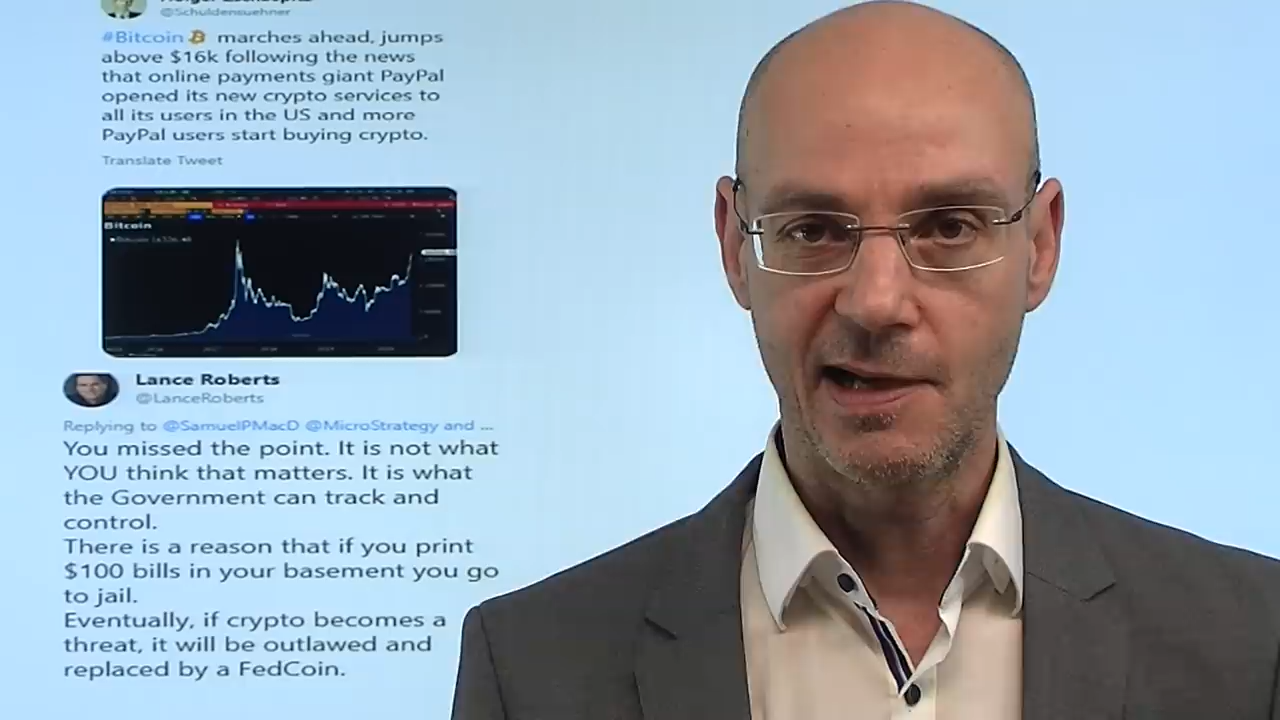 @Schuldensuehner
#Bitcoin marches ahead, jumps
above $16k following the news
that online payments giant PayPal
opened its new crypto services to
all its users in the US and more
PayPal users start buying crypto.
Translate Tweet
Bitcoin
Lance Roberts
@LanceRoberts
Replying to @SamuelPMacD @MicroStrategy and ...
You missed the point. It is not what
YOU think that matters. It is what
the Government can track and
control.
There is a reason that if you print
$100 bills in your basement you go
to jail.
Eventually, if crypto becomes a
threat, it will be outlawed and
replaced by a FedCoin.